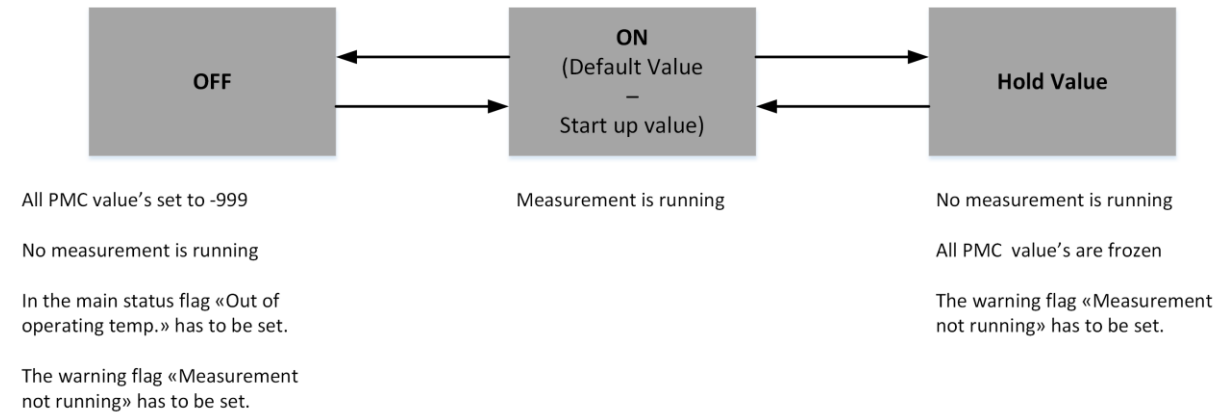 OFF
ON
(Default Value
–
Start up value)
Hold Value
All PMC value's set to -999
No measurement is running
In the main status flag «Out of
operating temp.» has to be set.
The warning flag «Measurement
not running» has to be set.
Measurement is running
No measurement is running
All PMC  value's are frozen
The warning flag «Measurement
not running» has to be set.